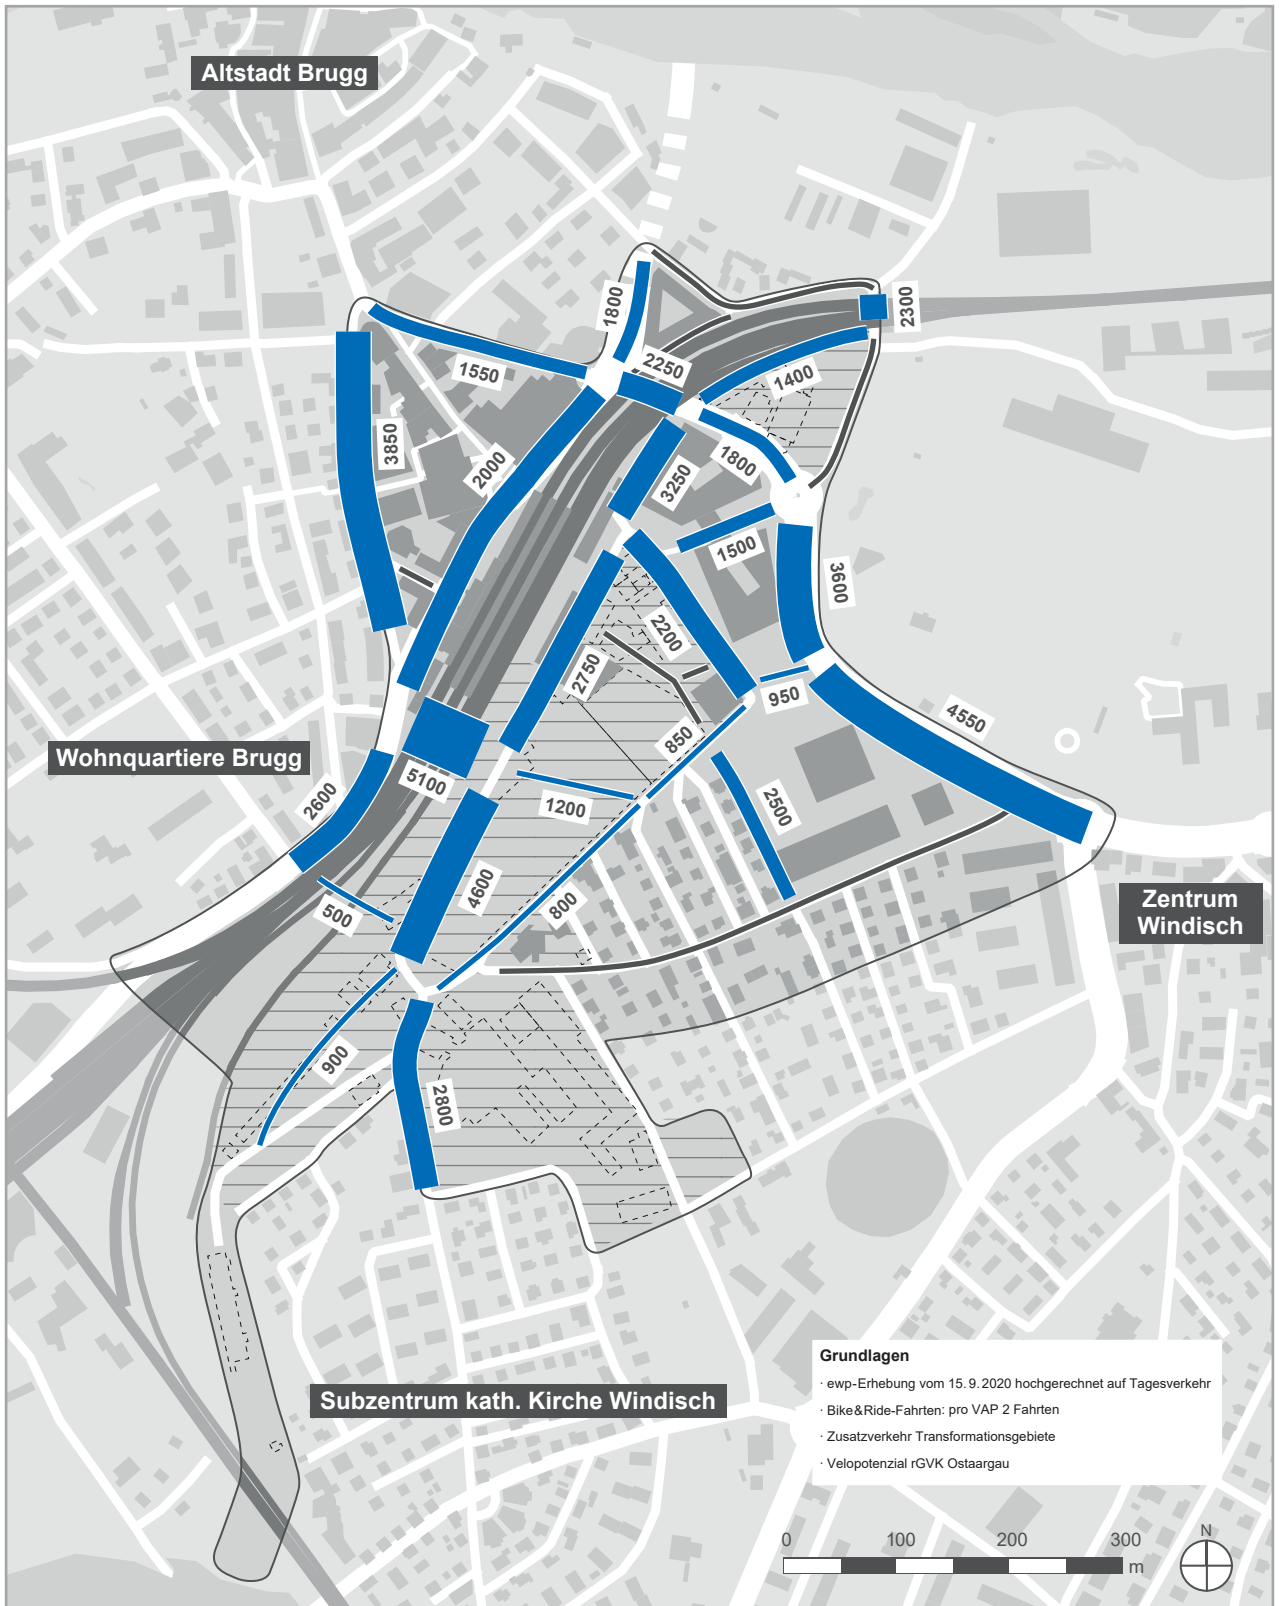 Altstadt Brugg
1800
2300
2250
1550
1400
3850
2000
1800
3250
1500
3600
2200
2750
950
4550
850
Wohnquartiere Brugg
5100
2600
1200
2500
4600
800
500
Zentrum
Windisch
900
2800
Subzentrum kath. Kirche Windisch
Grundlagen
· ewp-Erhebung vom 15.9.2020 hochgerechnet auf Tagesverkehr
· Bike&Ride-Fahrten: pro VAP 2 Fahrten
· Zusatzverkehr Transformationsgebiete
· Velopotenzial rGVK Ostaargau
0 100 200 300
m
N